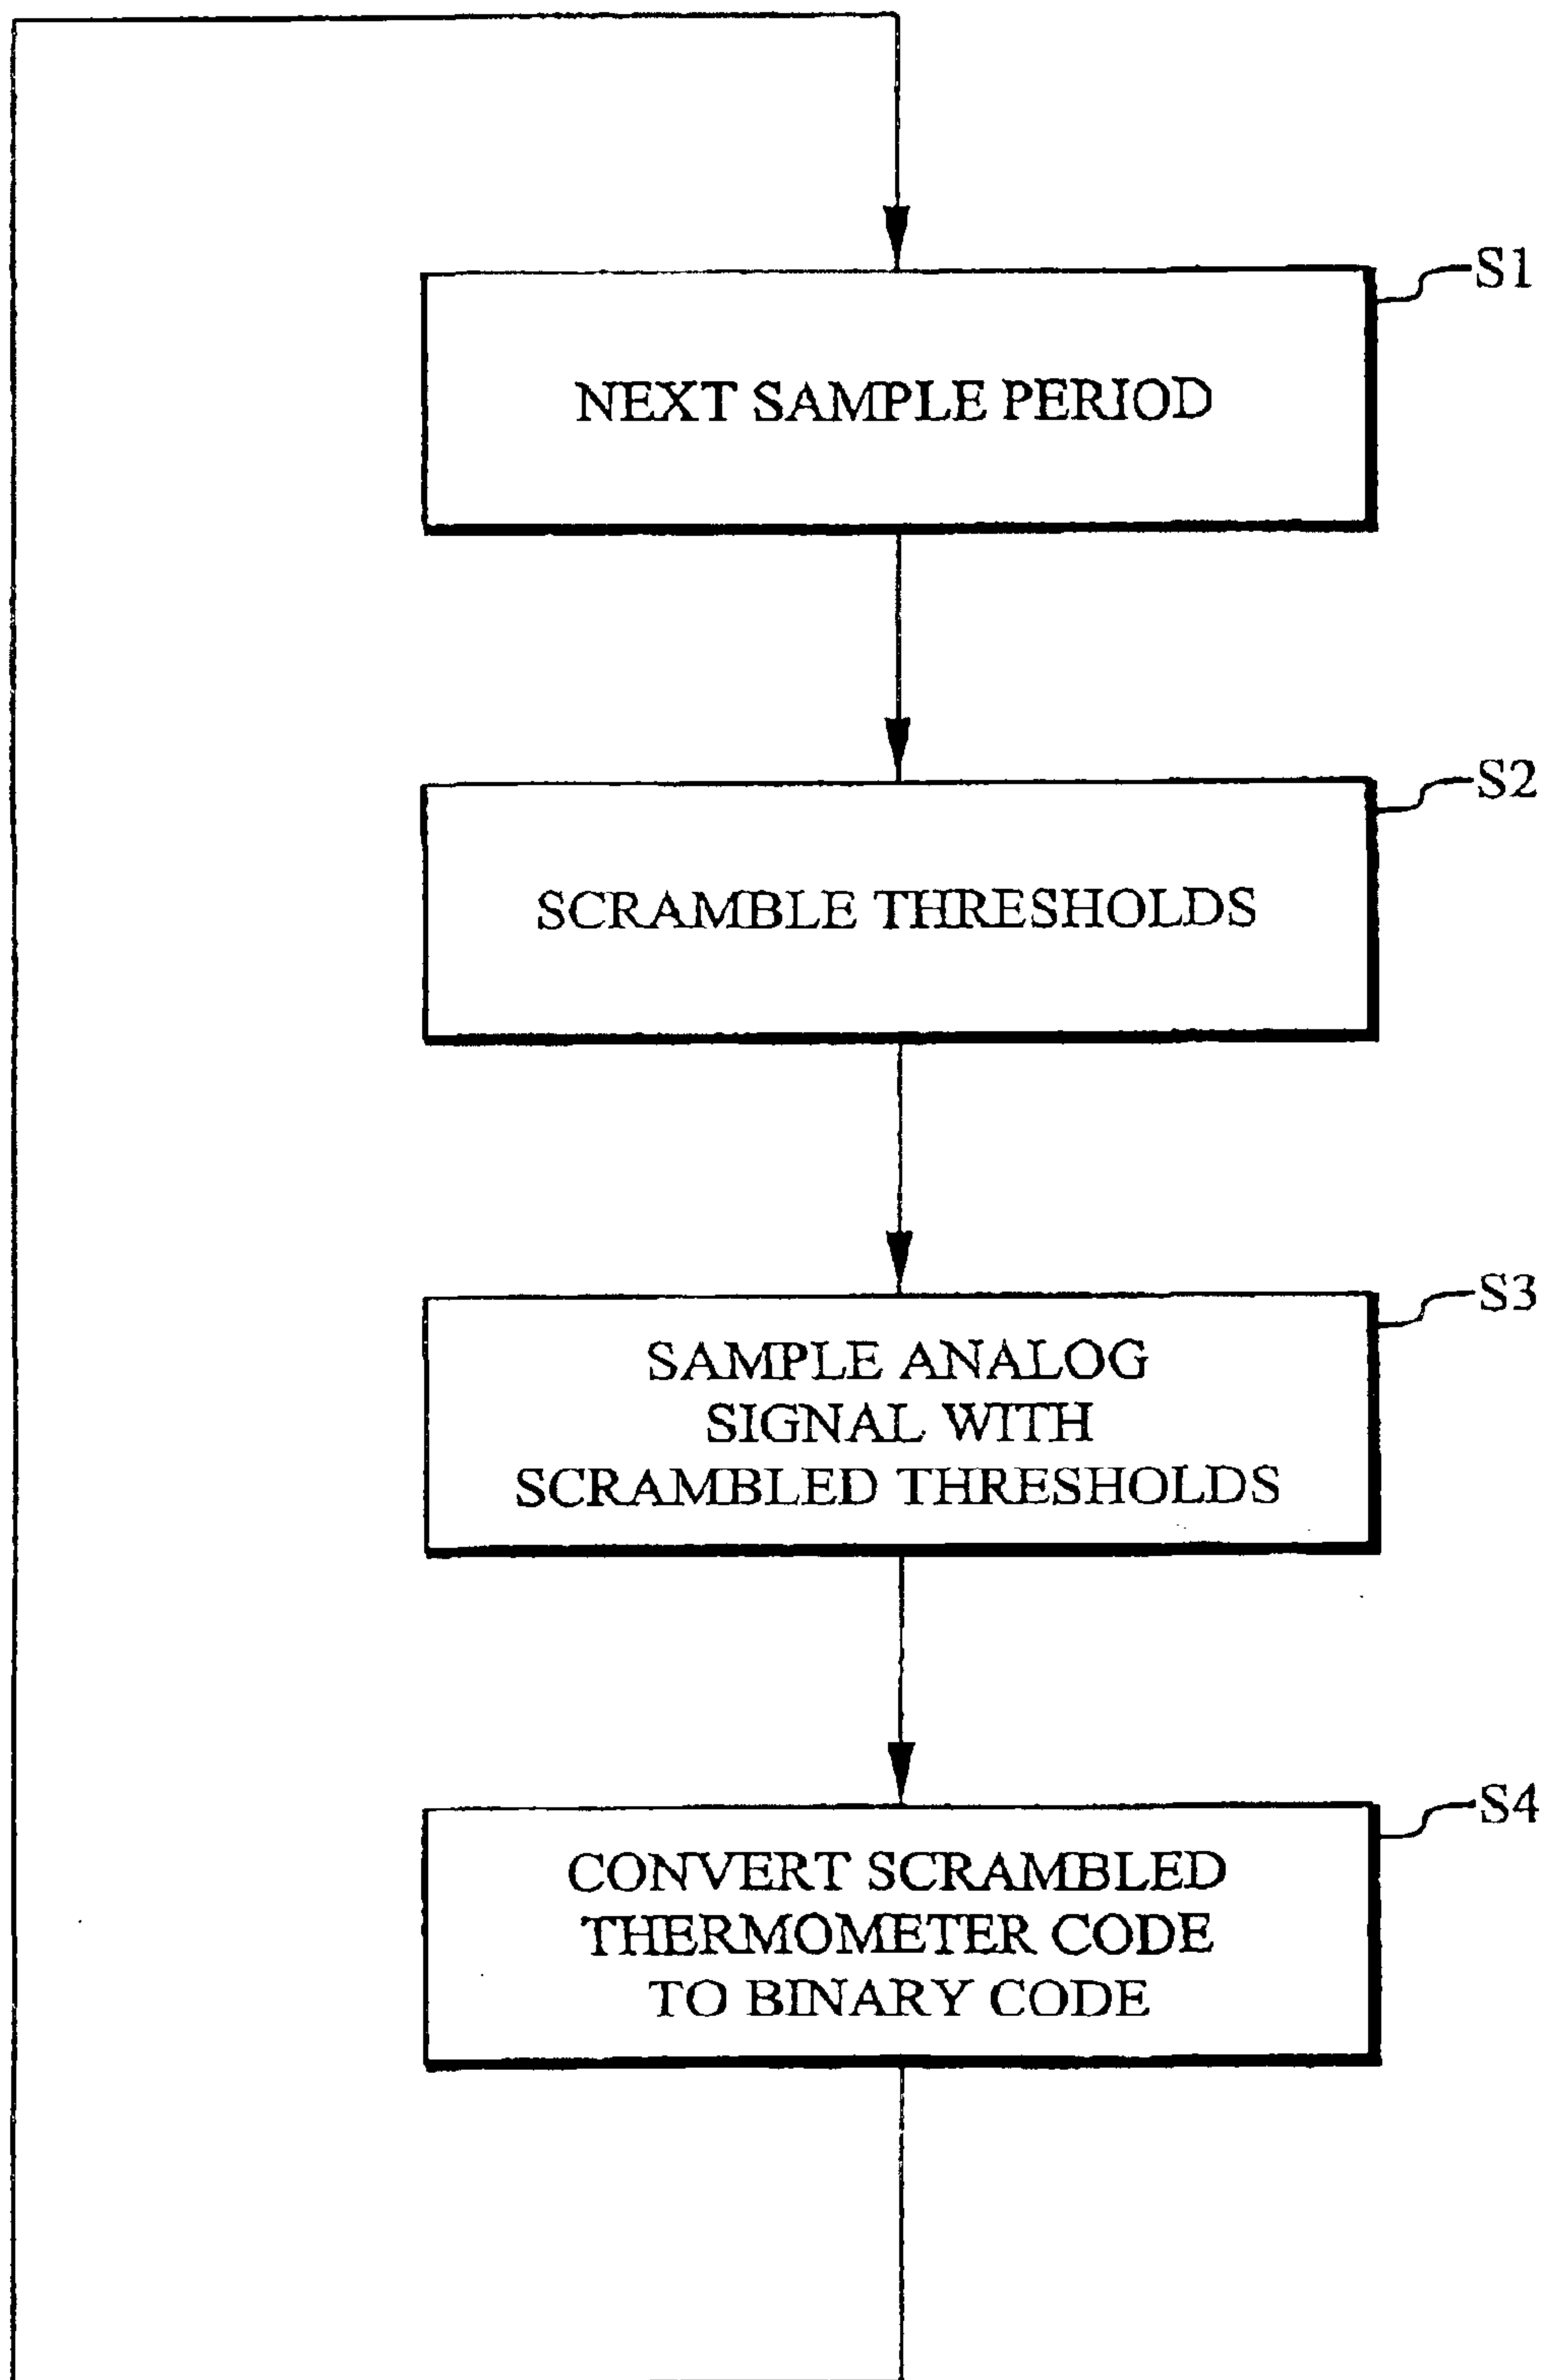 S1
NEXT SAMPLE PERIOD
S2
SCRAMBLE THRESHOLDS
S3
SAMPLE ANALOG
SIGNAL WITH
SCRAMBLED THRESHOLDS
S4
CONVERT SCRAMBLED
THERMOMETER CODE
TO BINARY CODE